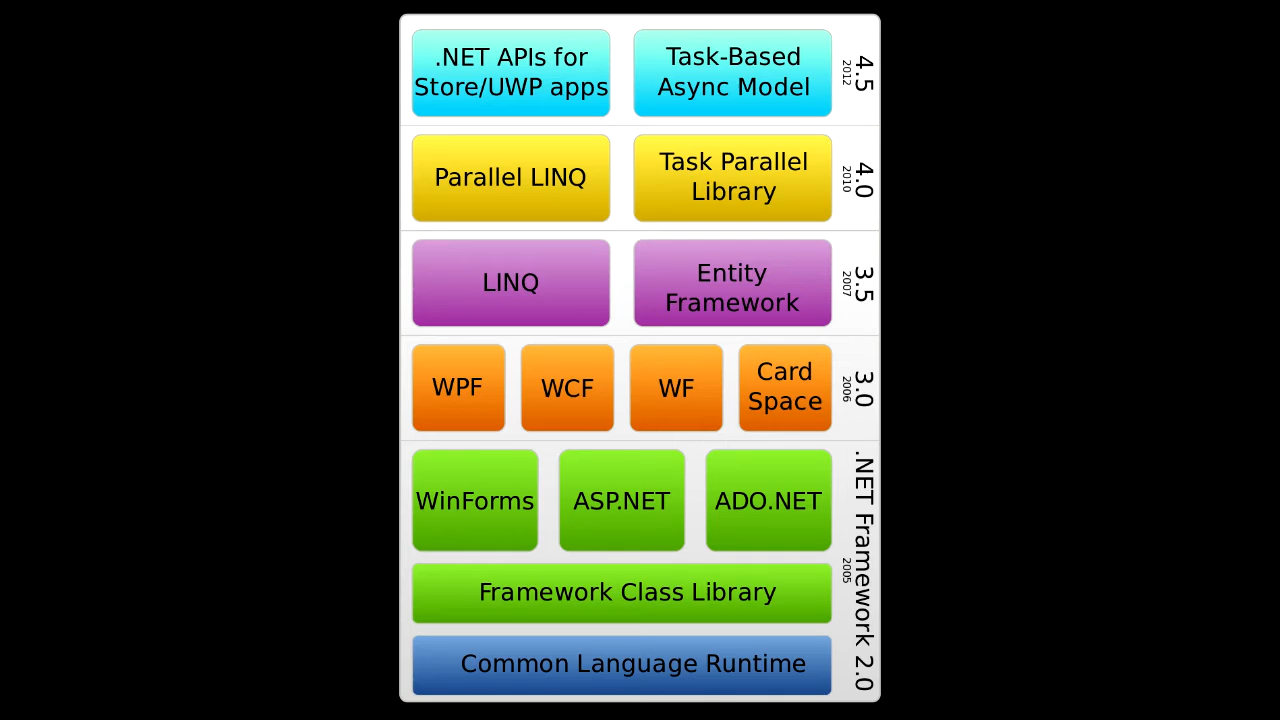 .NET APIs for
Store/UWP apps
Task-Based
Async Model
4.5
2012
Parallel LINQ
Task Parallel
Library
4.0
2010
LINQ
Entity
Framework
3.5
2007
WPF
WCF
WF
Card
Space
3.0
2006
WinForms
ASP.NET
ADO.NET
Framework Class Library
Common Language Runtime
.NET Framework 2.0
2005